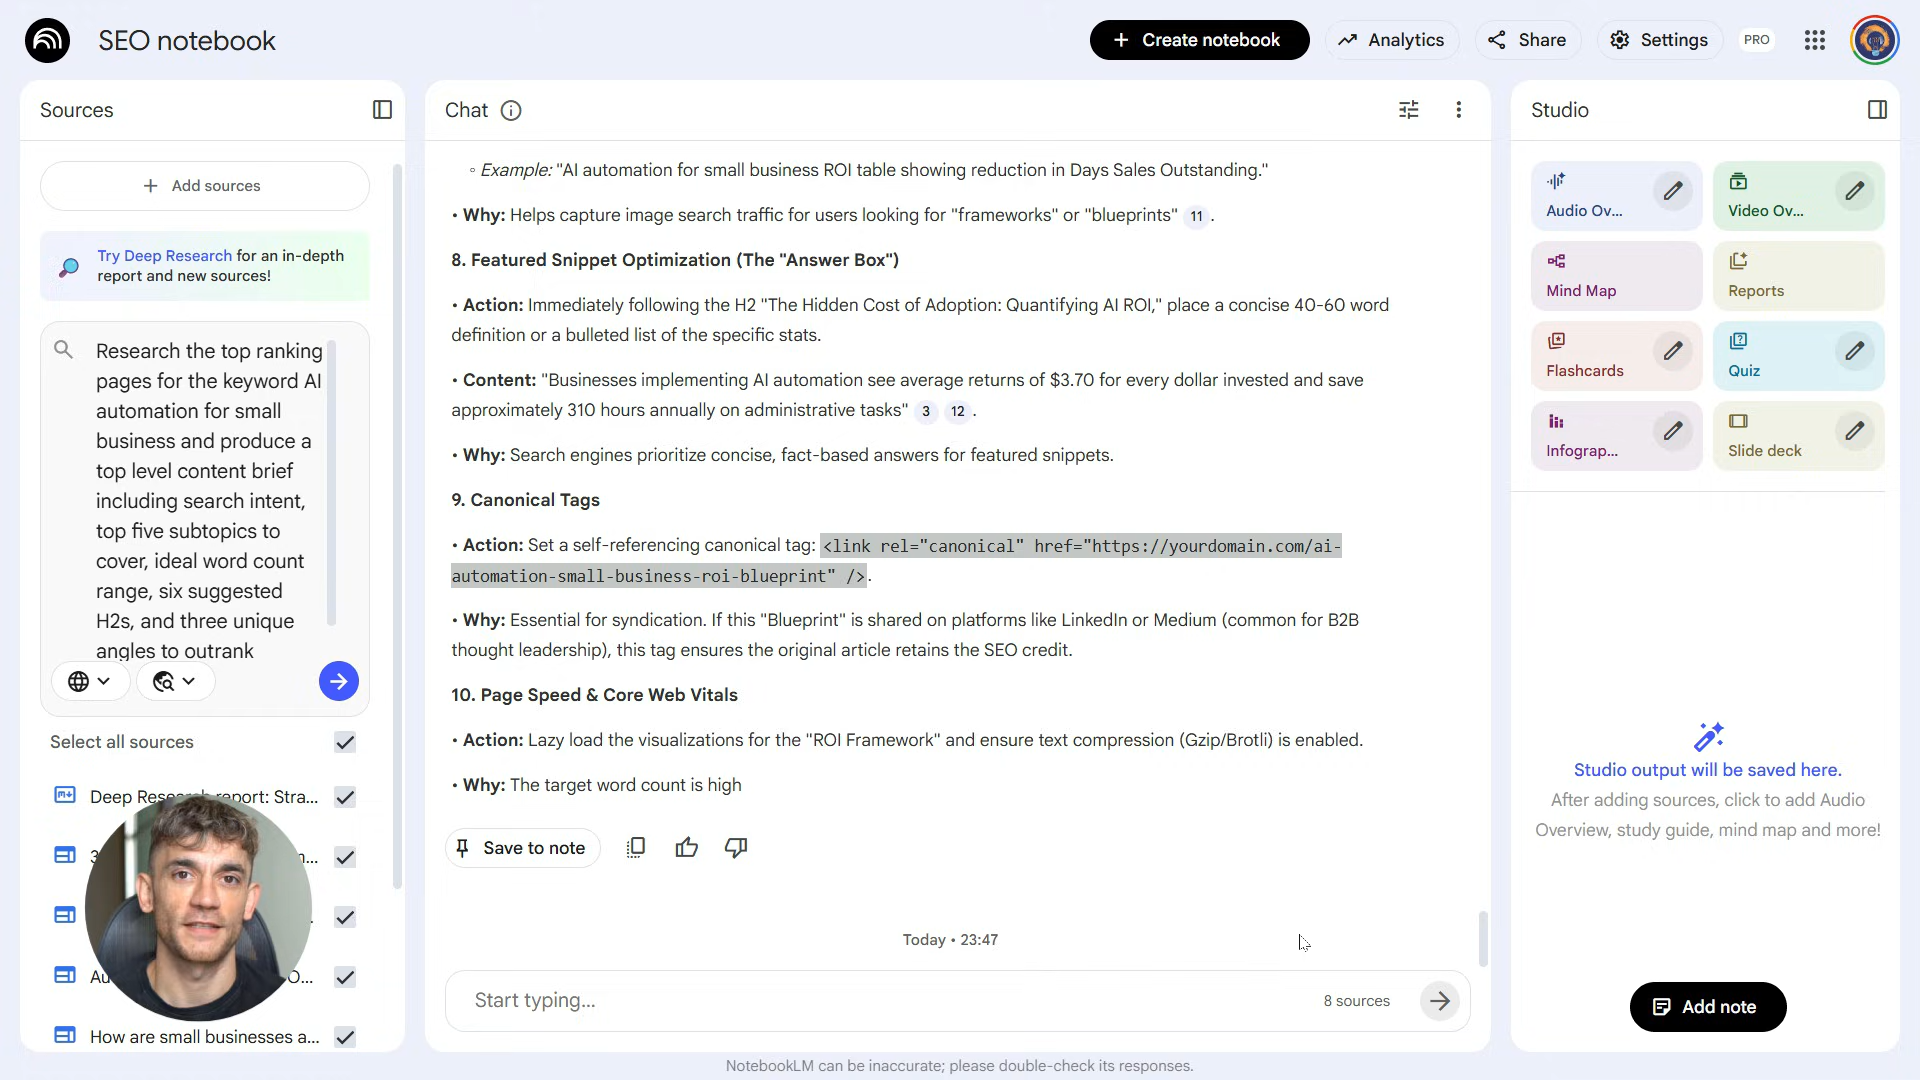 SEO notebook
Create notebook
Analytics
Share
Settings
PRO
Sources
Add sources
Try Deep Research for an in-depth
report and new sources!
Research the top ranking
pages for the keyword AI
automation for small
business and produce a
top level content brief
including search intent,
top five subtopics to
cover, ideal word count
range, six suggested
H2s, and three unique
angles to outrank
Select all sources
Deep Research report: Stra...
3
Au
O...
How are small businesses a...
Chat
◦ Example: "AI automation for small business ROI table showing reduction in Days Sales Outstanding."
• Why: Helps capture image search traffic for users looking for "frameworks" or "blueprints" 11 .
8. Featured Snippet Optimization (The "Answer Box")
• Action: Immediately following the H2 "The Hidden Cost of Adoption: Quantifying AI ROI," place a concise 40-60 word
definition or a bulleted list of the specific stats.
• Content: "Businesses implementing AI automation see average returns of $3.70 for every dollar invested and save
approximately 310 hours annually on administrative tasks" 3 12 .
• Why: Search engines prioritize concise, fact-based answers for featured snippets.
9. Canonical Tags
• Action: Set a self-referencing canonical tag: <link rel="canonical" href="https://yourdomain.com/ai-
automation-small-business-roi-blueprint" />.
• Why: Essential for syndication. If this "Blueprint" is shared on platforms like LinkedIn or Medium (common for B2B
thought leadership), this tag ensures the original article retains the SEO credit.
10. Page Speed & Core Web Vitals
• Action: Lazy load the visualizations for the "ROI Framework" and ensure text compression (Gzip/Brotli) is enabled.
• Why: The target word count is high
Save to note
Today • 23:47
Start typing...
8 sources
NotebookLM can be inaccurate; please double-check its responses.
Studio
Audio Ov...
Video Ov...
Mind Map
Reports
Flashcards
Quiz
Infograp...
Slide deck
Studio output will be saved here.
After adding sources, click to add Audio
Overview, study guide, mind map and more!
Add note